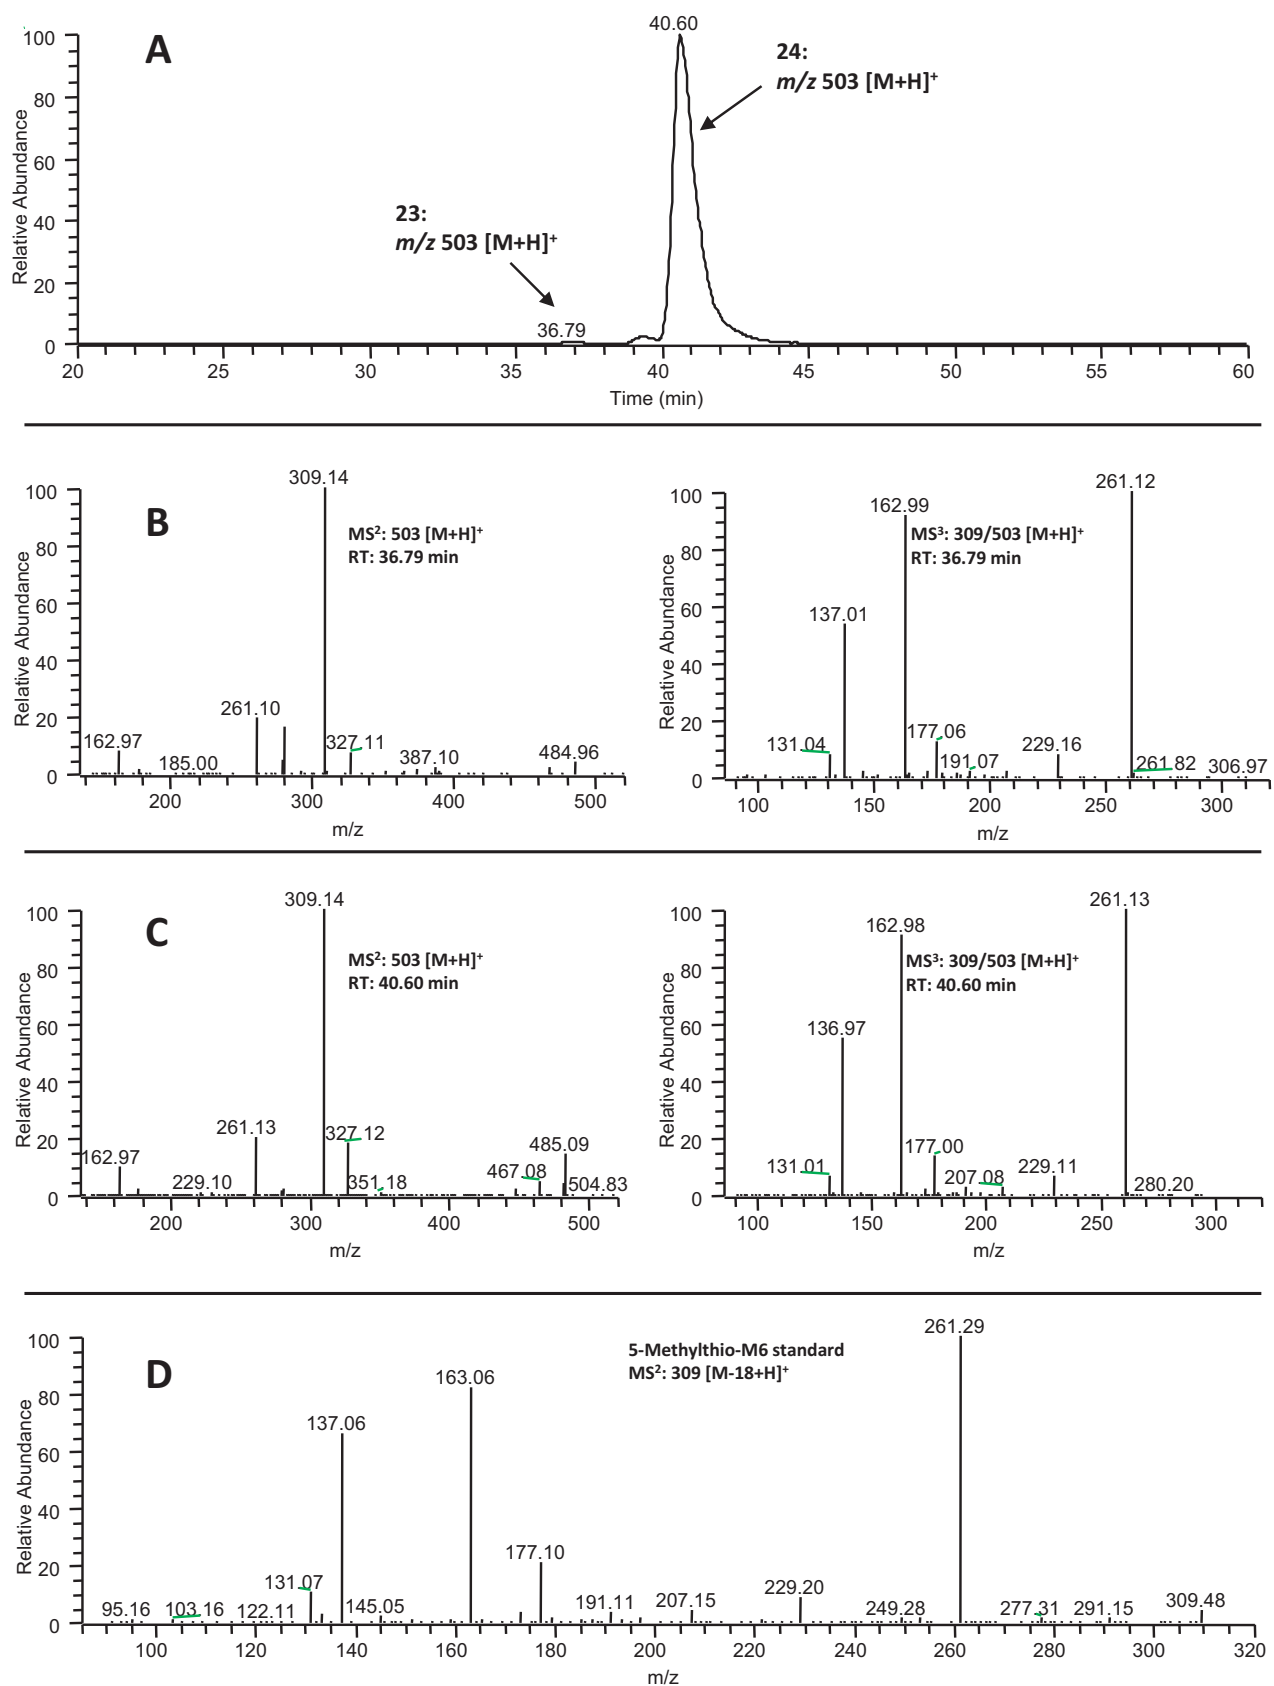 A
40.60
24:
m/z 503 [M+H]+
23:
m/z 503 [M+H]+
36.79
Relative Abundance
100
80
60
40
20
0
20 25 30 35 40 45 50 55 60
Time (min)
B
309.14
MS2: 503 [M+H]+
RT: 36.79 min
261.10
162.97
185.00
327.11
387.10
484.96
Relative Abundance
100
80
60
40
20
0
200 300 400 500
m/z
261.12
162.99
MS3: 309/503 [M+H]+
RT: 36.79 min
137.01
131.04
177.06
191.07
229.16
261.82
306.97
Relative Abundance
100
80
60
40
20
0
100 150 200 250 300
m/z
C
309.14
MS2: 503 [M+H]+
RT: 40.60 min
261.13
162.97
229.10
327.12
351.18
467.08
485.09
504.83
Relative Abundance
100
80
60
40
20
0
200 300 400 500
m/z
261.13
162.98
MS3: 309/503 [M+H]+
RT: 40.60 min
136.97
131.01
177.00
207.08
229.11
280.20
Relative Abundance
100
80
60
40
20
0
100 150 200 250 300
m/z
D
261.29
5-Methylthio-M6 standard
MS2: 309 [M-18+H]+
163.06
137.06
177.10
131.07
95.16
103.16
122.11
145.05
191.11
207.15
229.20
249.28
277.31
291.15
309.48
Relative Abundance
100
80
60
40
20
0
100 120 140 160 180 200 220 240 260 280 300 320
m/z